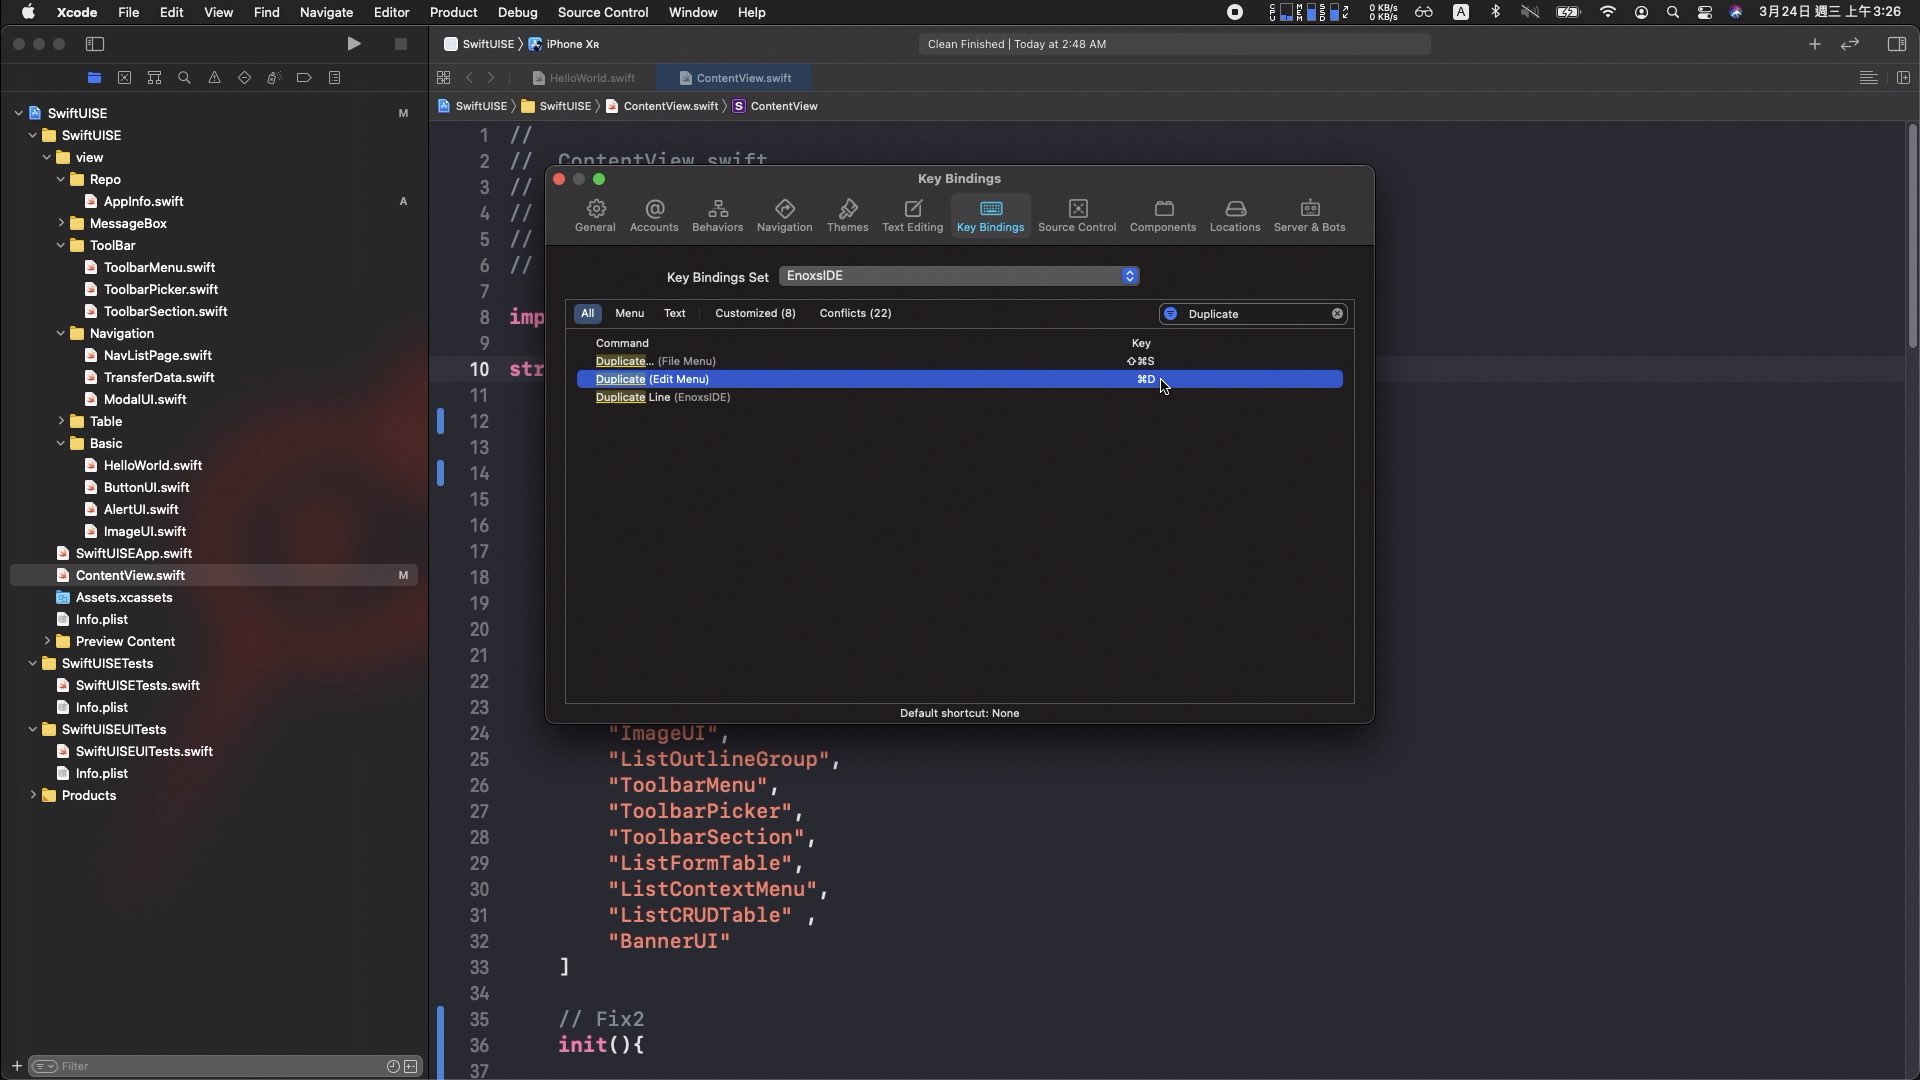 Xcode File Edit View Find Navigate Editor Product Debug Source Control Window Help
CPU MEM SSD 0 KB/s 0 KB/s A 3月24日 週三 上午3:26
SwiftUISE iPhone XR Clean Finished | Today at 2:48 AM
HelloWorld.swift ContentView.swift
SwiftUISE SwiftUISE ContentView.swift S ContentView
SwiftUISE M
SwiftUISE
view
Repo
AppInfo.swift A
MessageBox
ToolBar
ToolbarMenu.swift
ToolbarPicker.swift
ToolbarSection.swift
Navigation
NavListPage.swift
TransferData.swift
ModalUI.swift
Table
Basic
HelloWorld.swift
ButtonUI.swift
AlertUI.swift
ImageUI.swift
SwiftUISEApp.swift
ContentView.swift M
Assets.xcassets
Info.plist
Preview Content
SwiftUISETests
SwiftUISETests.swift
Info.plist
SwiftUISEUITests
SwiftUISEUITests.swift
Info.plist
Products
Filter
1 //
2 // ContentView.swift
3 //
4 //
5 //
6 //
7
8 imp
9
10 str
11
12
13
14
15
16
17
18
19
20
21
22
23
24 "ImageUI",
25 "ListOutlineGroup",
26 "ToolbarMenu",
27 "ToolbarPicker",
28 "ToolbarSection",
29 "ListFormTable",
30 "ListContextMenu",
31 "ListCRUDTable" ,
32 "BannerUI"
33 ]
34
35 // Fix2
36 init(){
37
Key Bindings
General Accounts Behaviors Navigation Themes Text Editing Key Bindings Source Control Components Locations Server & Bots
Key Bindings Set EnoxsIDE
All Menu Text Customized (8) Conflicts (22) Duplicate
Command Key
Duplicate... (File Menu) ⇧⌘S
Duplicate (Edit Menu) ⌘D
Duplicate Line (EnoxsIDE)
Default shortcut: None